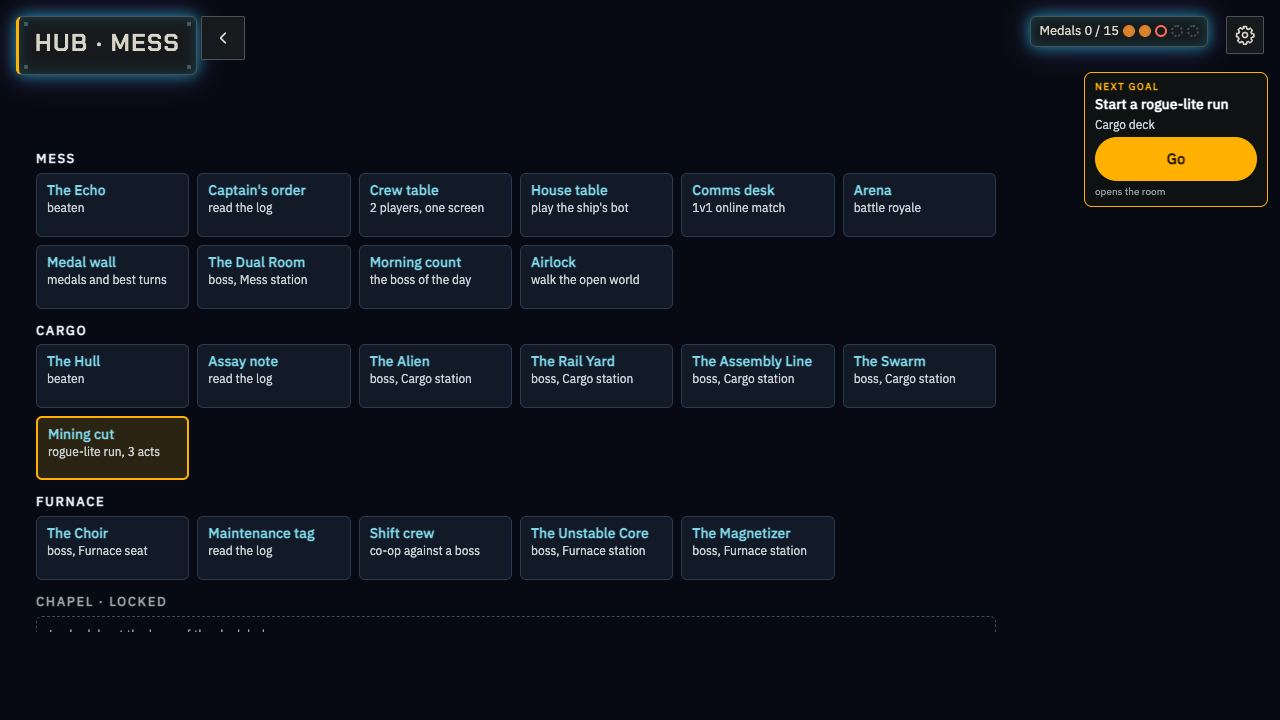 HUB · MESS
Medals 0 / 15
NEXT GOAL
Start a rogue-lite run
Cargo deck
Go
opens the room
MESS
The Echo
beaten
Captain's order
read the log
Crew table
2 players, one screen
House table
play the ship's bot
Comms desk
1v1 online match
Arena
battle royale
Medal wall
medals and best turns
The Dual Room
boss, Mess station
Morning count
the boss of the day
Airlock
walk the open world
CARGO
The Hull
beaten
Assay note
read the log
The Alien
boss, Cargo station
The Rail Yard
boss, Cargo station
The Assembly Line
boss, Cargo station
The Swarm
boss, Cargo station
Mining cut
rogue-lite run, 3 acts
FURNACE
The Choir
boss, Furnace seat
Maintenance tag
read the log
Shift crew
co-op against a boss
The Unstable Core
boss, Furnace station
The Magnetizer
boss, Furnace station
CHAPEL · LOCKED